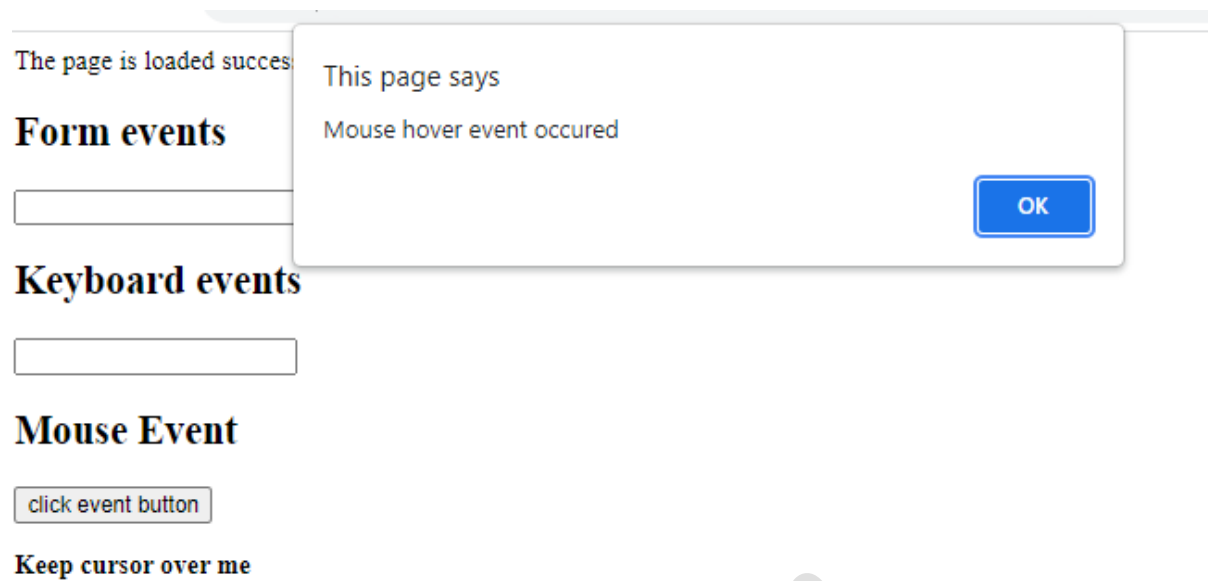 The page is loaded
This page says
Mouse hover event occured
OK
Form events
Keyboard events
Mouse Event
click event button
Keep cursor over me